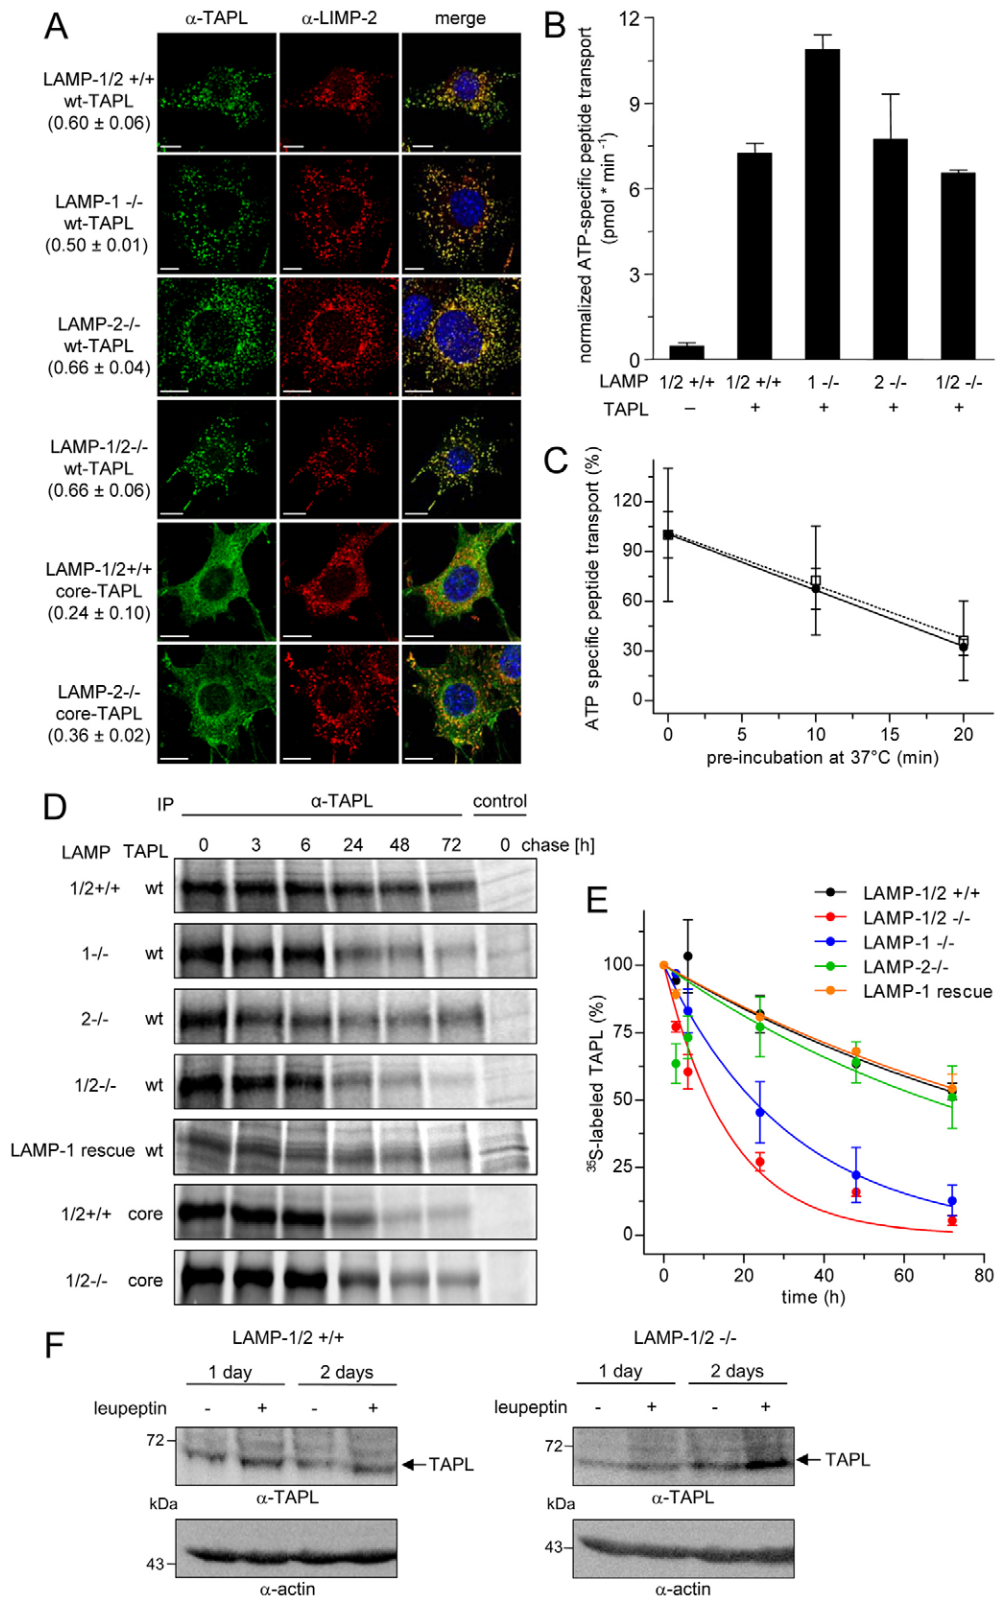 A
α-TAPL α-LIMP-2 merge
LAMP-1/2 +/+
wt-TAPL
(0.60 ± 0.06)
LAMP-1 -/-
wt-TAPL
(0.50 ± 0.01)
LAMP-2-/-
wt-TAPL
(0.66 ± 0.04)
LAMP-1/2-/-
wt-TAPL
(0.66 ± 0.06)
LAMP-1/2+/+
core-TAPL
(0.24 ± 0.10)
LAMP-2-/-
core-TAPL
(0.36 ± 0.02)
B
normalized ATP-specific peptide transport
(pmol * min⁻¹)
12
9
6
3
0
LAMP 1/2 +/+ 1/2 +/+ 1 -/- 2 -/- 1/2 -/-
TAPL – + + + +
C
ATP specific peptide transport (%)
120
90
60
30
0
0 5 10 15 20
pre-incubation at 37°C (min)
D
IP α-TAPL control
LAMP TAPL 0 3 6 24 48 72 0 chase [h]
1/2+/+ wt
1-/- wt
2-/- wt
1/2-/- wt
LAMP-1 rescue wt
1/2+/+ core
1/2-/- core
E
LAMP-1/2 +/+
LAMP-1/2 -/-
LAMP-1 -/-
LAMP-2-/-
LAMP-1 rescue
³⁵S-labeled TAPL (%)
100
75
50
25
0
0 20 40 60 80
time (h)
F
LAMP-1/2 +/+
1 day 2 days
leupeptin - + - +
72
TAPL
α-TAPL
kDa
43
α-actin
LAMP-1/2 -/-
1 day 2 days
leupeptin - + - +
72
TAPL
α-TAPL
kDa
43
α-actin